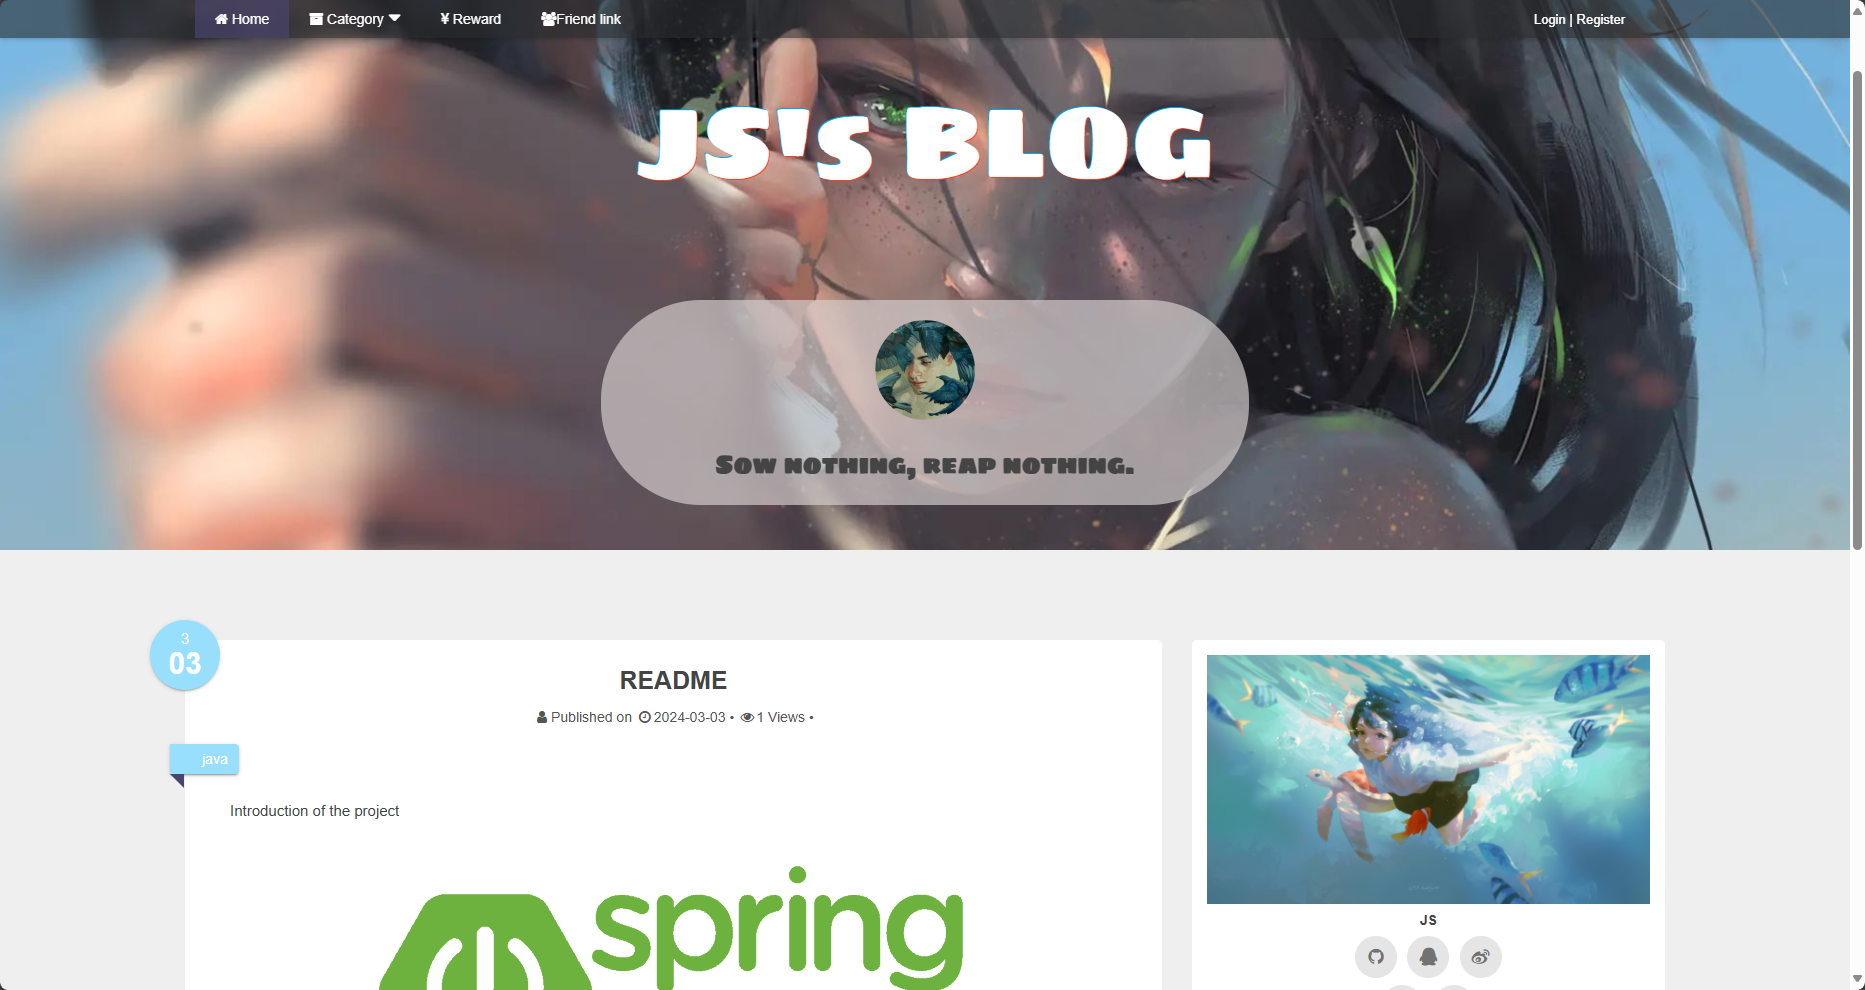 Home Category ¥ Reward Friend link Login | Register
JS's BLOG
Sow nothing, reap nothing.
3
03
README
Published on 2024-03-03 • 1 Views •
java
Introduction of the project
spring
JS